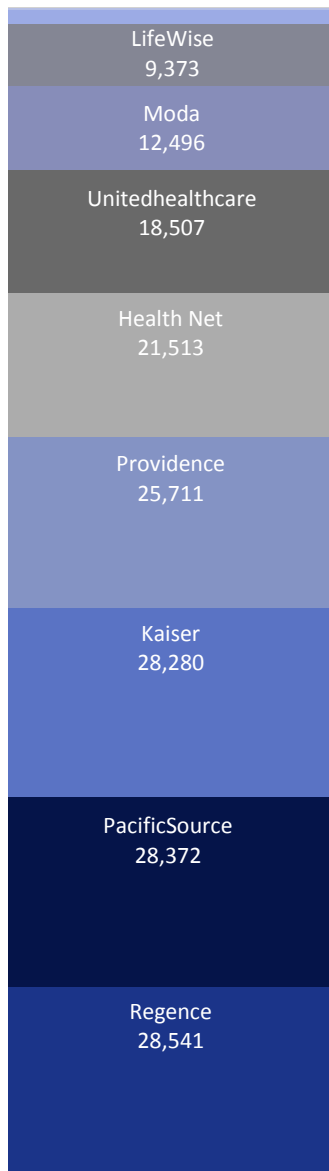 LifeWise
9,373
Moda
12,496
Unitedhealthcare
18,507
Health Net
21,513
Providence
25,711
Kaiser
28,280
PacificSource
28,372
Regence
28,541